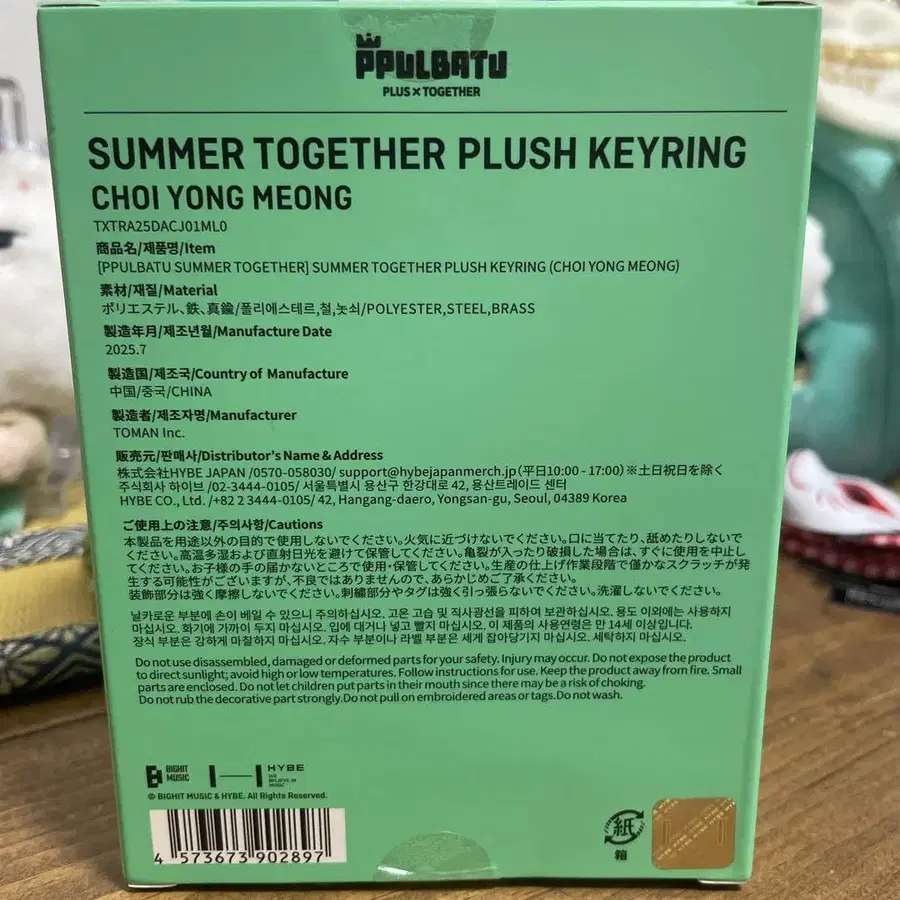 PPULBATU
PLUS × TOGETHER
SUMMER TOGETHER PLUSH KEYRING
CHOI YONG MEONG
TXTRA25DACJ01ML0
商品名/제품명/Item
[PPULBATU SUMMER TOGETHER] SUMMER TOGETHER PLUSH KEYRING (CHOI YONG MEONG)
素材/재질/Material
ポリエステル、鉄、真鍮/폴리에스테르,철,놋쇠/POLYESTER,STEEL,BRASS
製造年月/제조년월/Manufacture Date
2025.7
製造国/제조국/Country of Manufacture
中国/중국/CHINA
製造者/제조자명/Manufacturer
TOMAN Inc.
販売元/판매사/Distributor's Name & Address
株式会社HYBE JAPAN /0570-058030/ support@hybejapanmerch.jp(平日10:00 - 17:00)※土日祝日を除く
주식회사 하이브 /02-3444-0105/ 서울특별시 용산구 한강대로 42, 용산트레이드 센터
HYBE CO., Ltd. /+82 2 3444-0105/ 42, Hangang-daero, Yongsan-gu, Seoul, 04389 Korea
ご使用上の注意/주의사항/Cautions
本製品を用途以外の目的で使用しないでください。火気に近づけないでください。口に当てたり、舐めたりしないで
ください。高温多湿および直射日光を避けて保管してください。亀裂が入ったり破損した場合は、すぐに使用を中止し
てください。お子様の手の届かないところで使用・保管してください。生産の仕上げ作業段階で僅かなスクラッチが発
生する可能性がございますが、不良ではありませんので、あらかじめご了承ください。
装飾部分は強く摩擦しないでください。刺繍部分やタグは強く引っ張らないでください。洗濯しないでください。
날카로운 부분에 손이 베일 수 있으니 주의하십시오. 고온 고습 및 직사광선을 피하여 보관하십시오. 용도 이외에는 사용하지
마십시오. 화기에 가까이 두지 마십시오. 입에 대거나 넣고 빨지 마십시오. 이 제품의 사용연령은 만 14세 이상입니다.
장식 부분은 강하게 마찰하지 마십시오. 자수 부분이나 라벨 부분은 세게 잡아당기지 마십시오. 세탁하지 마십시오.
Do not use disassembled, damaged or deformed parts for your safety. Injury may occur. Do not expose the product
to direct sunlight; avoid high or low temperatures. Follow instructions for use. Keep the product away from fire. Small
parts are enclosed. Do not let children put parts in their mouth since there may be a risk of choking.
Do not rub the decorative part strongly.Do not pull on embroidered areas or tags.Do not wash.
BIGHIT
MUSIC
HYBE
WE
BELIEVE IN
MUSIC
© BIGHIT MUSIC & HYBE. All Rights Reserved.
4 573673 902897
紙
箱